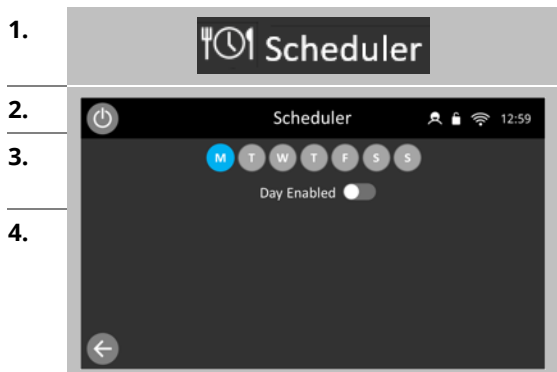 1.
Scheduler
2.
Scheduler 12:59
3.
M T W T F S S
Day Enabled
4.